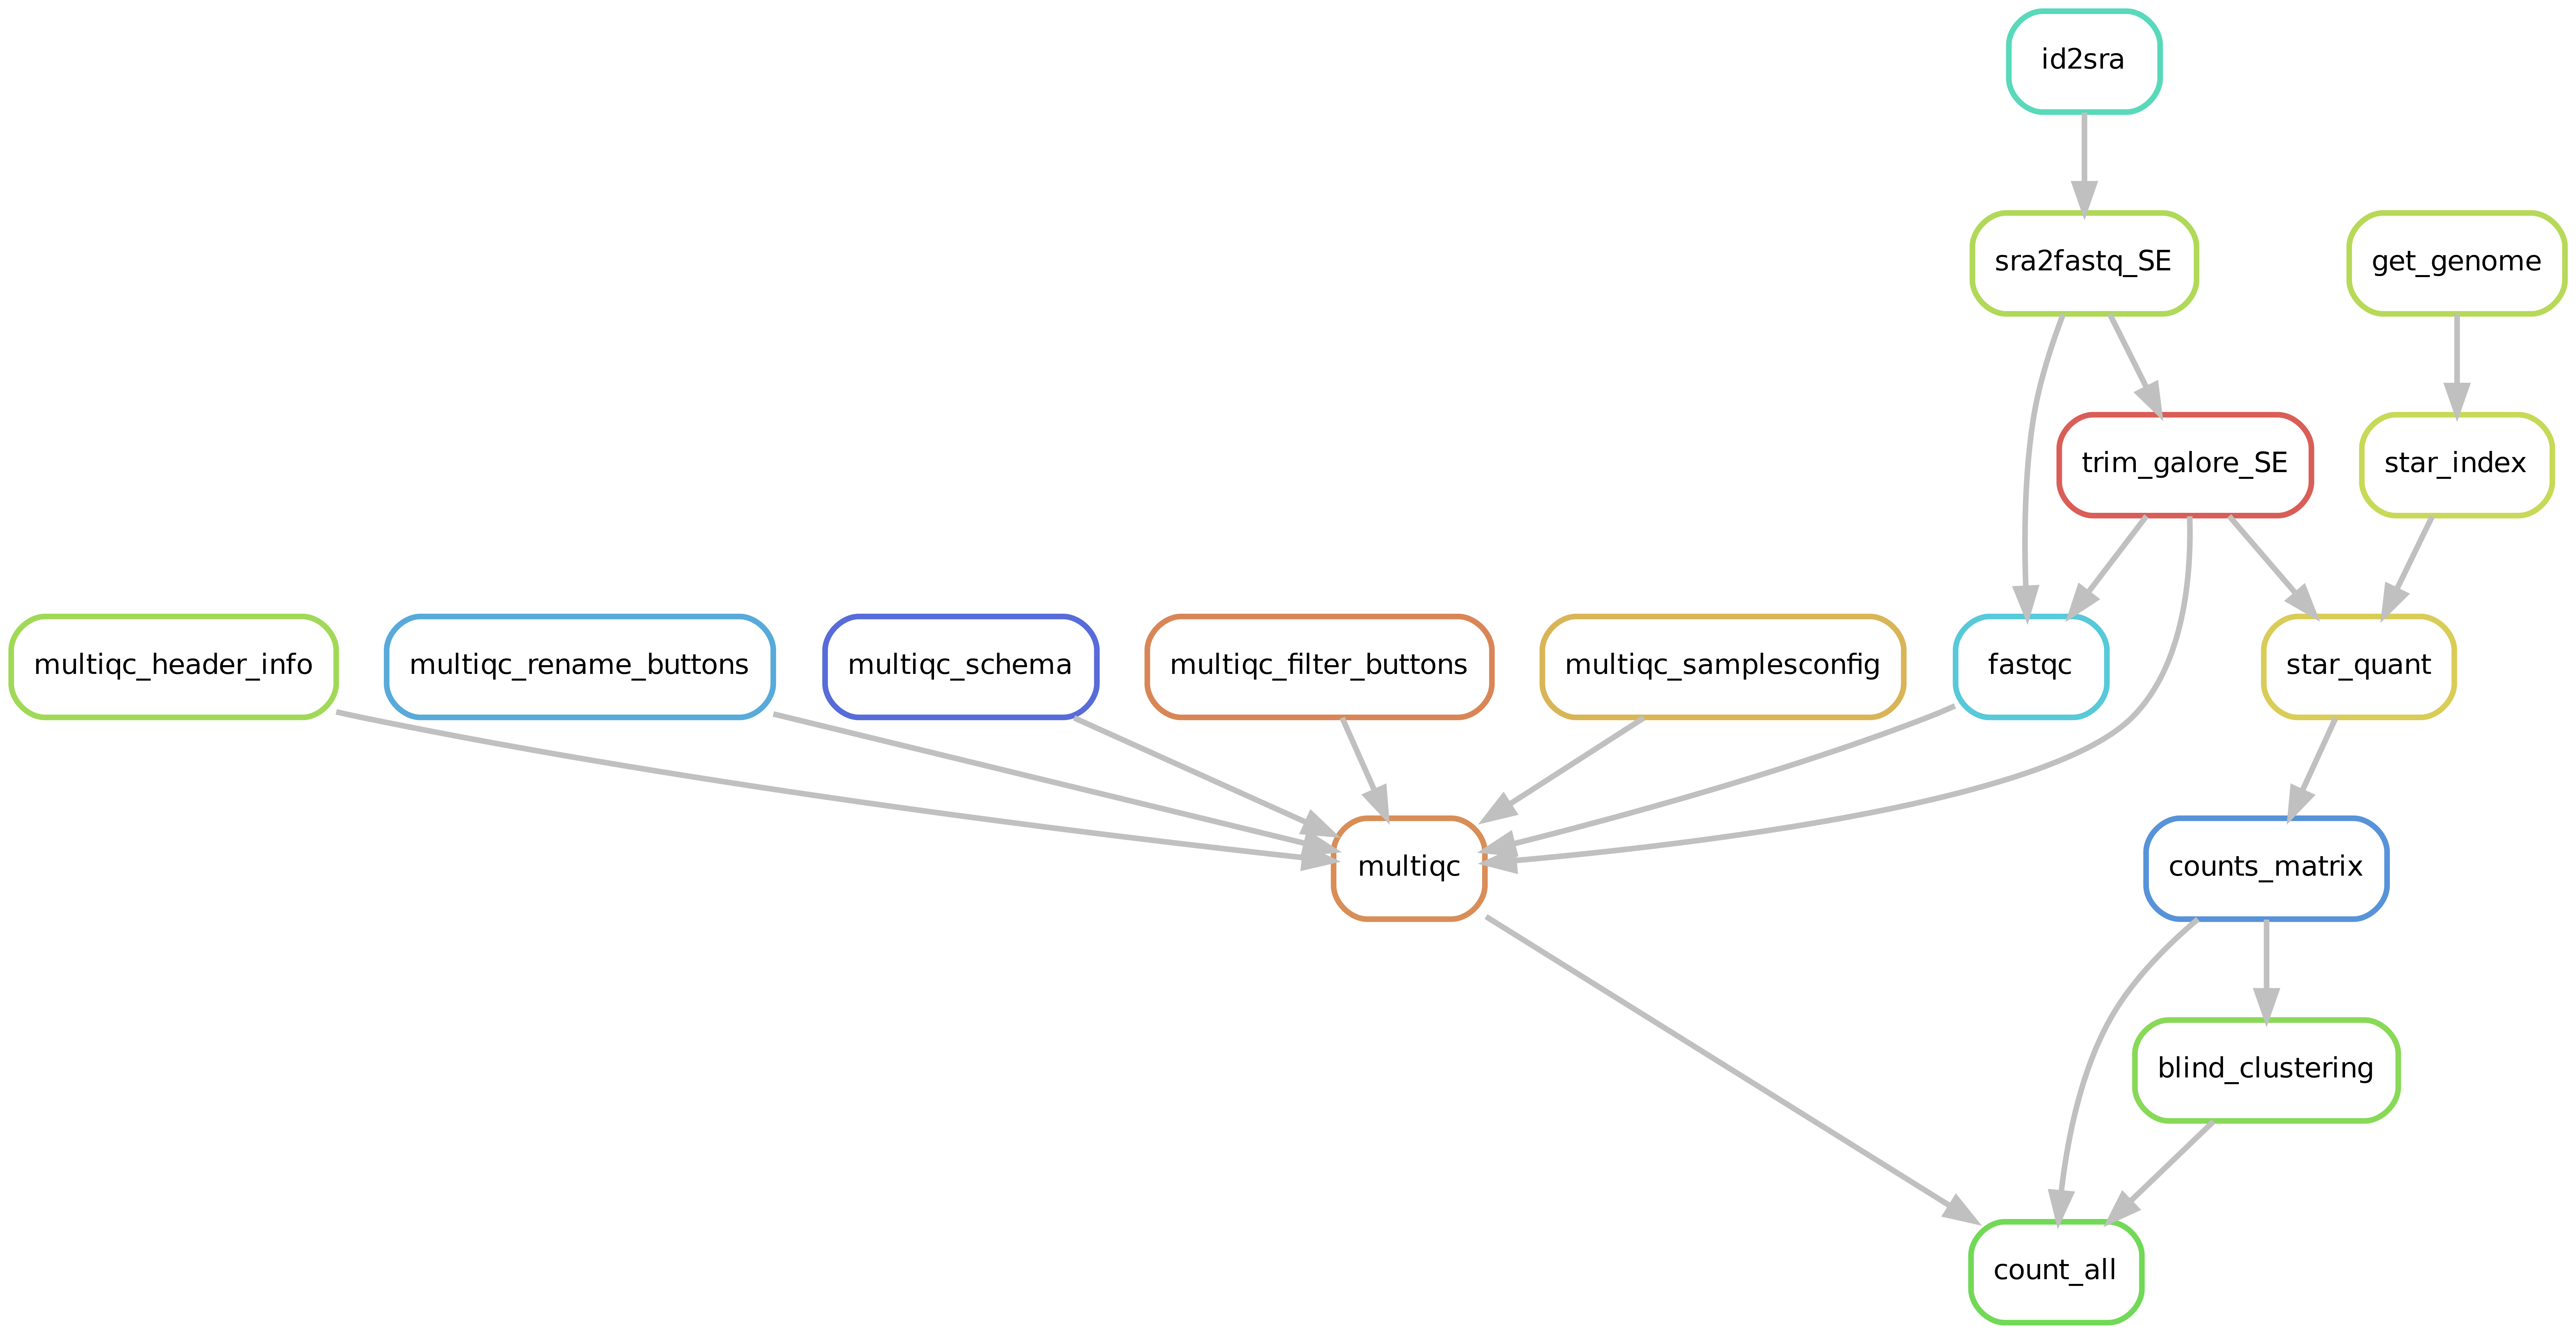 id2sra
sra2fastq_SE
get_genome
trim_galore_SE
star_index
multiqc_header_info
multiqc_rename_buttons
multiqc_schema
multiqc_filter_buttons
multiqc_samplesconfig
fastqc
star_quant
multiqc
counts_matrix
blind_clustering
count_all